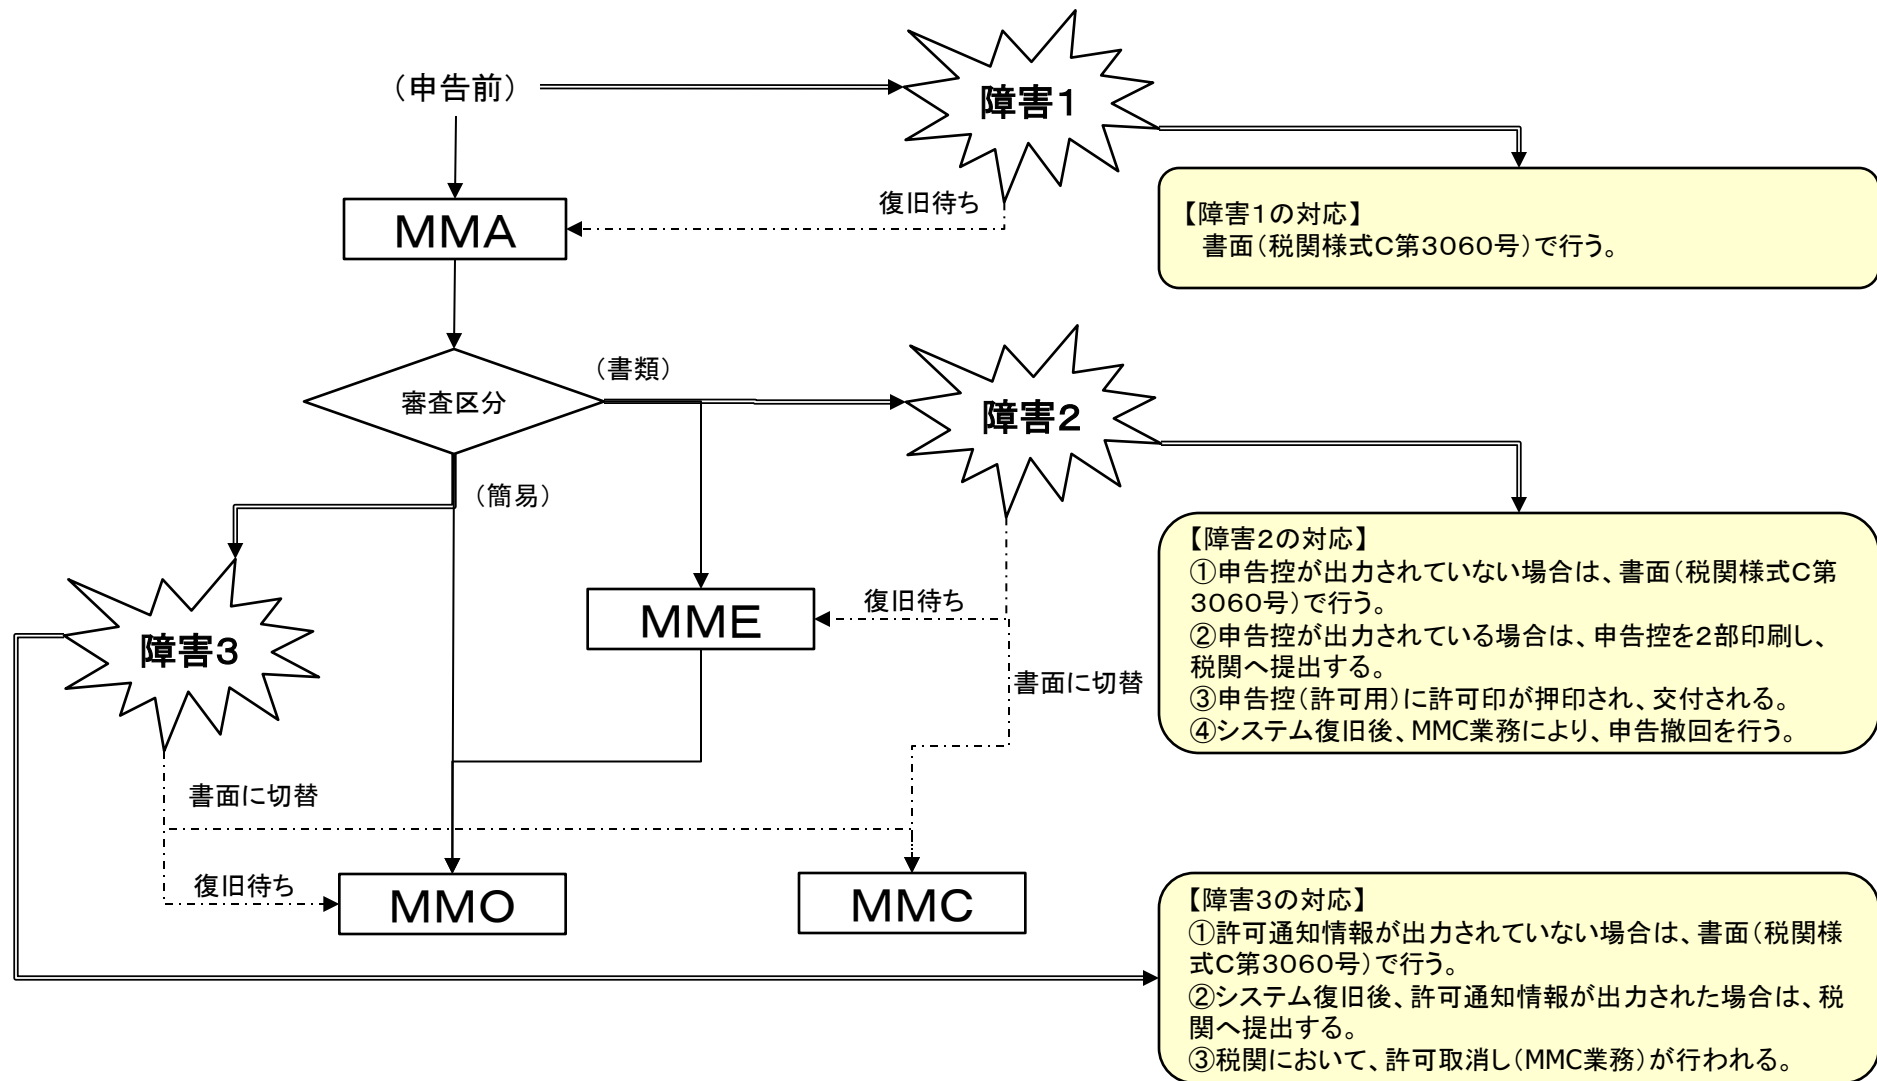 （申告前）
障害１
復旧待ち
ＭＭＡ
【障害１の対応】
書面（税関様式Ｃ第３０６０号）で行う。
（書類）
審査区分
障害２
（簡易）
【障害２の対応】
①申告控が出力されていない場合は、書面（税関様式Ｃ第
３０６０号）で行う。
②申告控が出力されている場合は、申告控を２部印刷し、
税関へ提出する。
③申告控（許可用）に許可印が押印され、交付される。
④システム復旧後、MMC業務により、申告撤回を行う。
復旧待ち
ＭＭＥ
障害３
書面に切替
書面に切替
復旧待ち
ＭＭＯ
ＭＭＣ
【障害３の対応】
①許可通知情報が出力されていない場合は、書面（税関様
式Ｃ第３０６０号）で行う。
②システム復旧後、許可通知情報が出力された場合は、税
関へ提出する。
③税関において、許可取消し（MMC業務）が行われる。